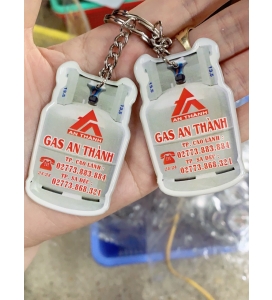 AN THÀNH
GAS AN THÀNH
TP. CAO LÃNH
02773.883.884
TP. SA ĐÉC
02773.868.321
AN THÀNH
GAS AN THÀNH
TP. CAO LÃNH
02773.883.884
TP. SA ĐÉC
02773.868.321